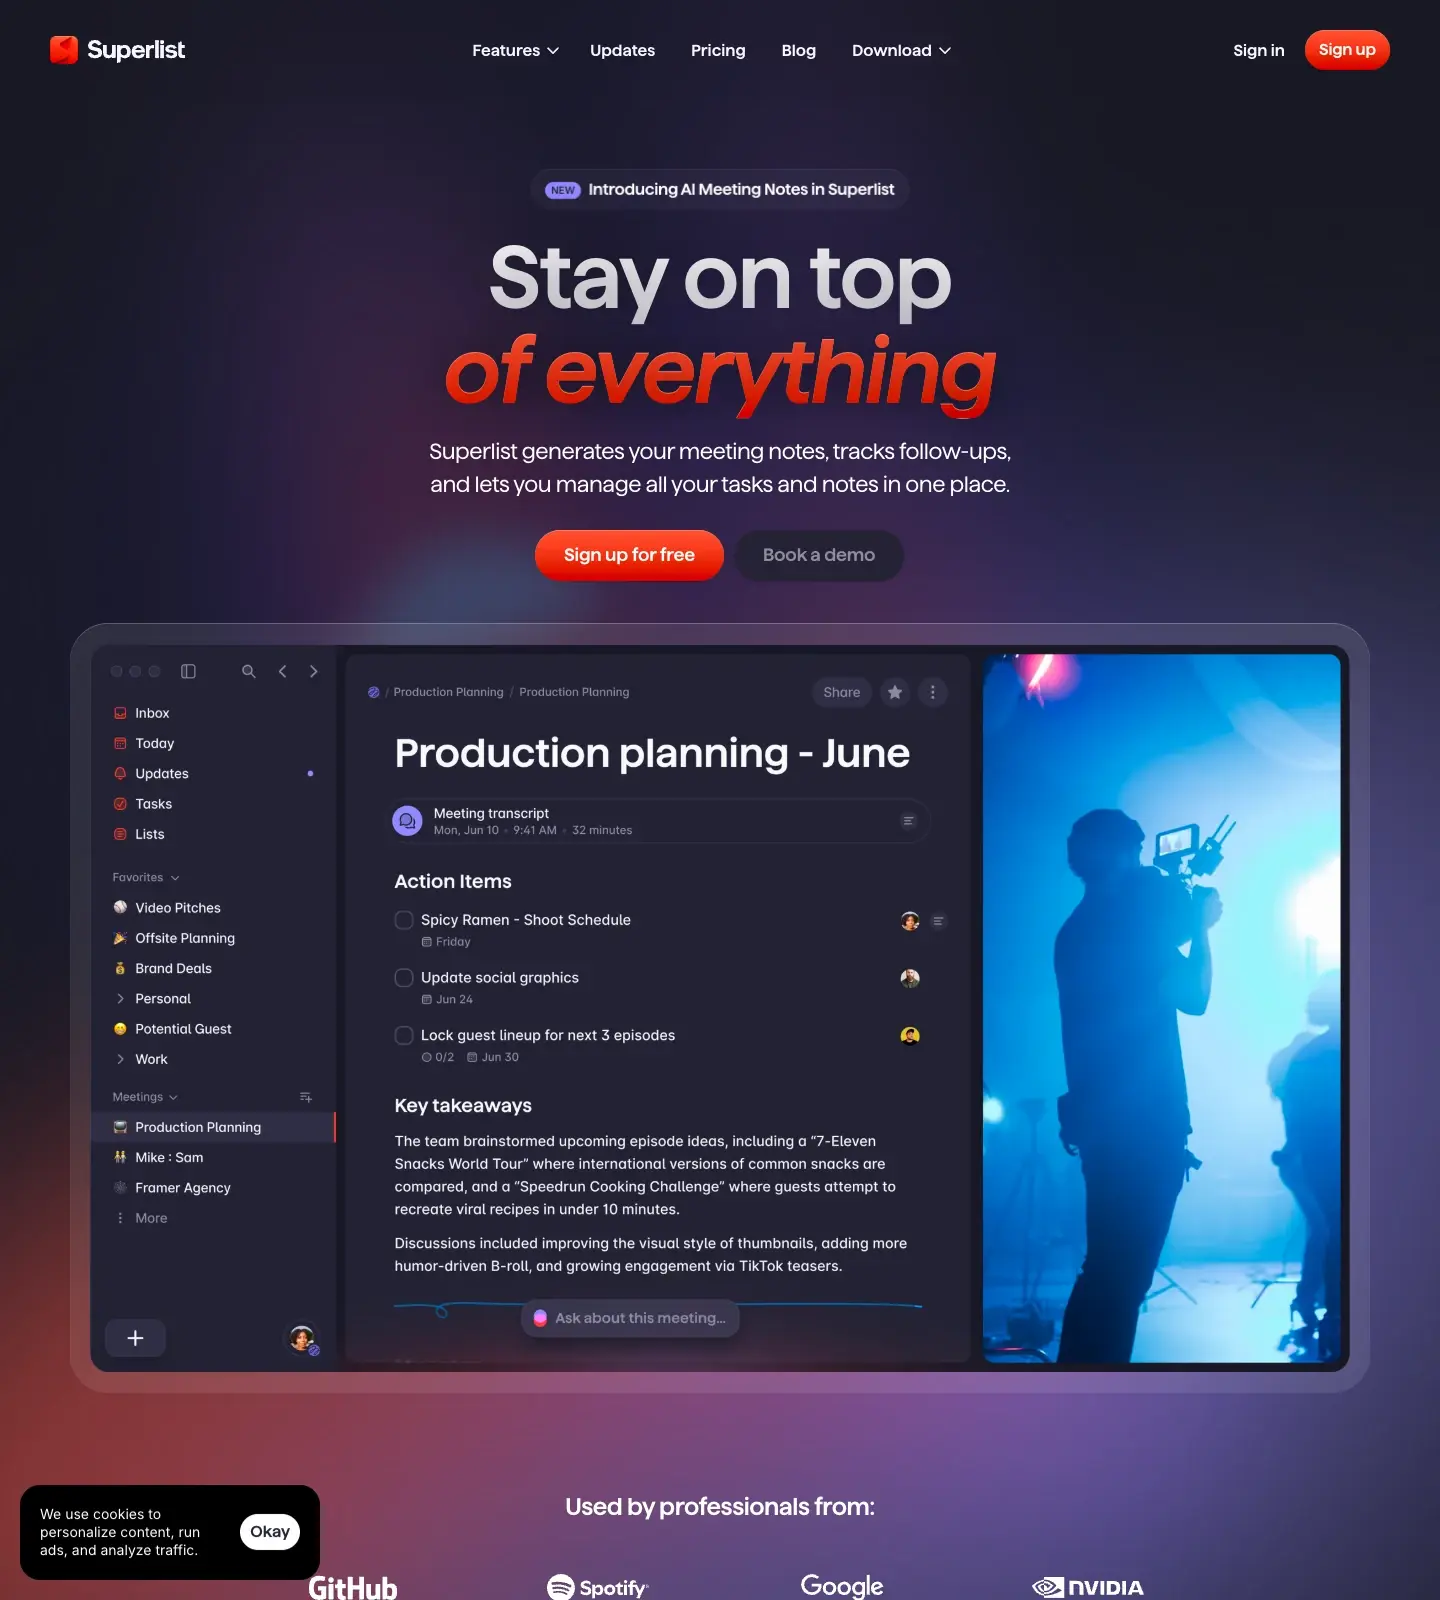 Superlist
Features
Updates
Pricing
Blog
Download
Sign in
Sign up
NEW Introducing AI Meeting Notes in Superlist
Stay on top
of everything
Superlist generates your meeting notes, tracks follow-ups,
and lets you manage all your tasks and notes in one place.
Sign up for free
Book a demo
Inbox
Today
Updates
Tasks
Lists
Favorites
Video Pitches
Offsite Planning
Brand Deals
Personal
Potential Guest
Work
Meetings
Production Planning
Mike : Sam
Framer Agency
More
/ Production Planning / Production Planning
Share
Production planning - June
Meeting transcript
Mon, Jun 10 • 9:41 AM • 32 minutes
Action Items
Spicy Ramen - Shoot Schedule
Friday
Update social graphics
Jun 24
Lock guest lineup for next 3 episodes
0/2 Jun 30
Key takeaways
The team brainstormed upcoming episode ideas, including a “7-Eleven
Snacks World Tour” where international versions of common snacks are
compared, and a “Speedrun Cooking Challenge” where guests attempt to
recreate viral recipes in under 10 minutes.
Discussions included improving the visual style of thumbnails, adding more
humor-driven B-roll, and growing engagement via TikTok teasers.
Ask about this meeting...
Used by professionals from:
GitHub
Spotify
Google
NVIDIA
We use cookies to
personalize content, run
ads, and analyze traffic.
Okay